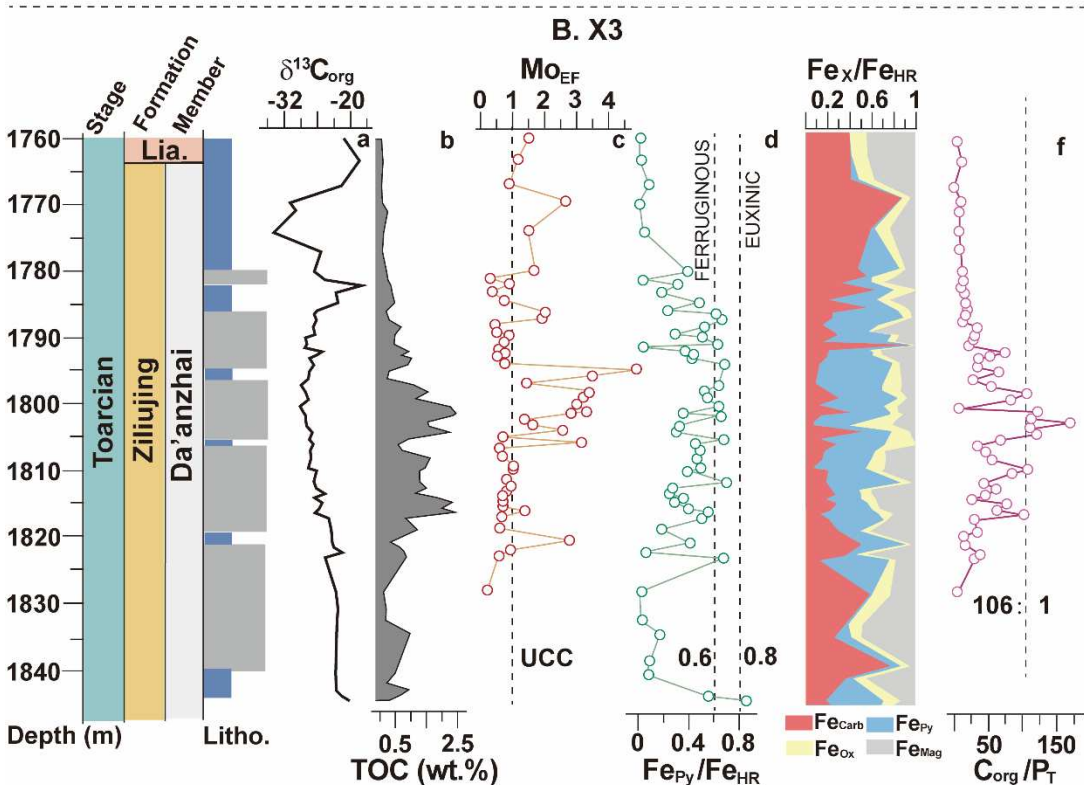 B. X3
Stage
Formation
Member
δ¹³Corg
-32 -20
MoEF
0 1 2 3 4
FeX/FeHR
0.2 0.6 1
a
b
c
d
f
1760
1770
1780
1790
1800
1810
1820
1830
1840
Lia.
Toarcian
Ziliujing
Da'anzhai
FERRUGINOUS
EUXINIC
UCC
0.6
0.8
106: 1
Depth (m)
Litho.
0.5 2.5
TOC (wt.%)
0 0.4 0.8
FePy/FeHR
FeCarb FePy
FeOx FeMag
50 150
Corg/PT